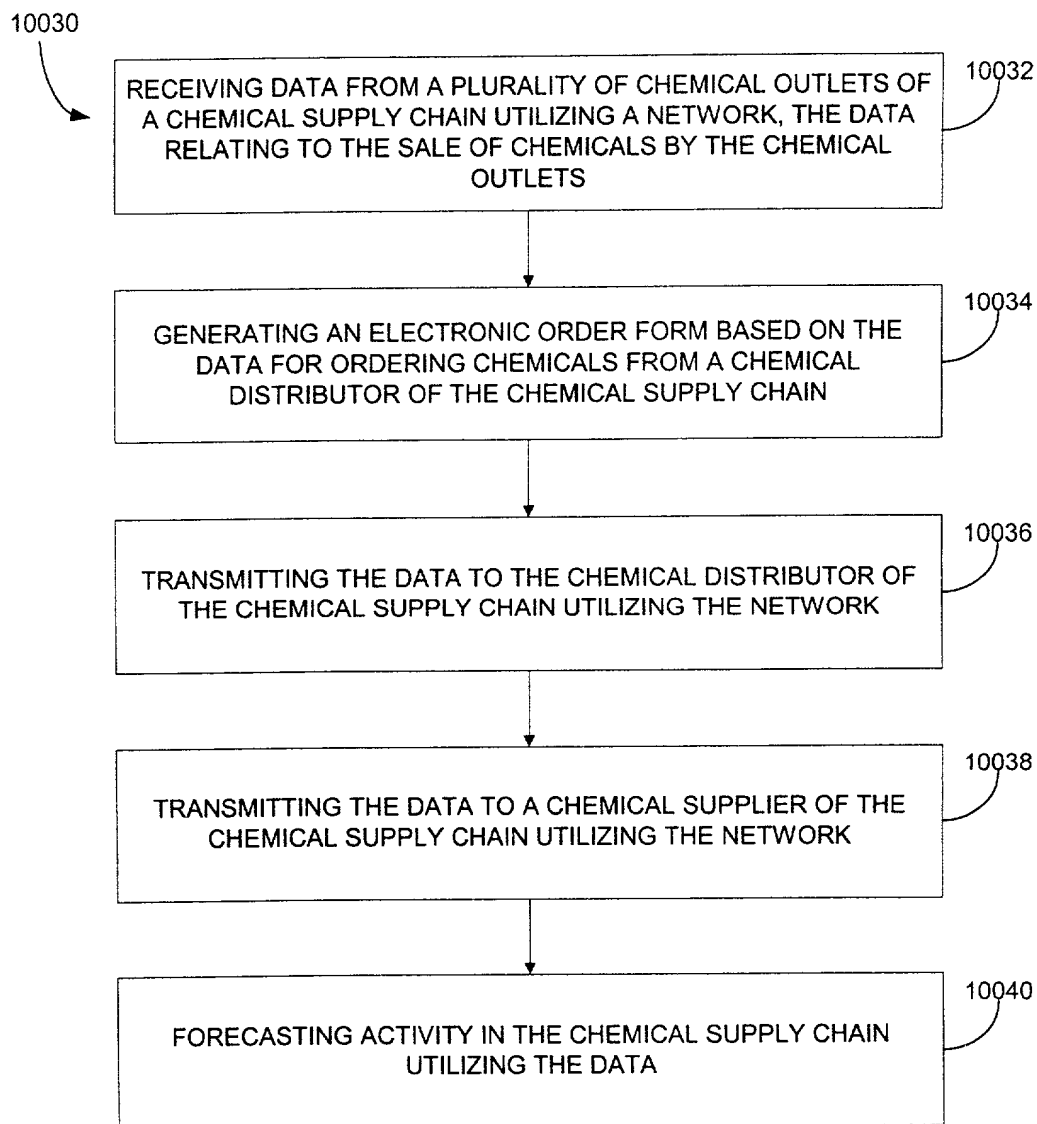 10030
RECEIVING DATA FROM A PLURALITY OF CHEMICAL OUTLETS OF
A CHEMICAL SUPPLY CHAIN UTILIZING A NETWORK, THE DATA
RELATING TO THE SALE OF CHEMICALS BY THE CHEMICAL
OUTLETS
10032
GENERATING AN ELECTRONIC ORDER FORM BASED ON THE
DATA FOR ORDERING CHEMICALS FROM A CHEMICAL
DISTRIBUTOR OF THE CHEMICAL SUPPLY CHAIN
10034
TRANSMITTING THE DATA TO THE CHEMICAL DISTRIBUTOR OF
THE CHEMICAL SUPPLY CHAIN UTILIZING THE NETWORK
10036
TRANSMITTING THE DATA TO A CHEMICAL SUPPLIER OF THE
CHEMICAL SUPPLY CHAIN UTILIZING THE NETWORK
10038
FORECASTING ACTIVITY IN THE CHEMICAL SUPPLY CHAIN
UTILIZING THE DATA
10040